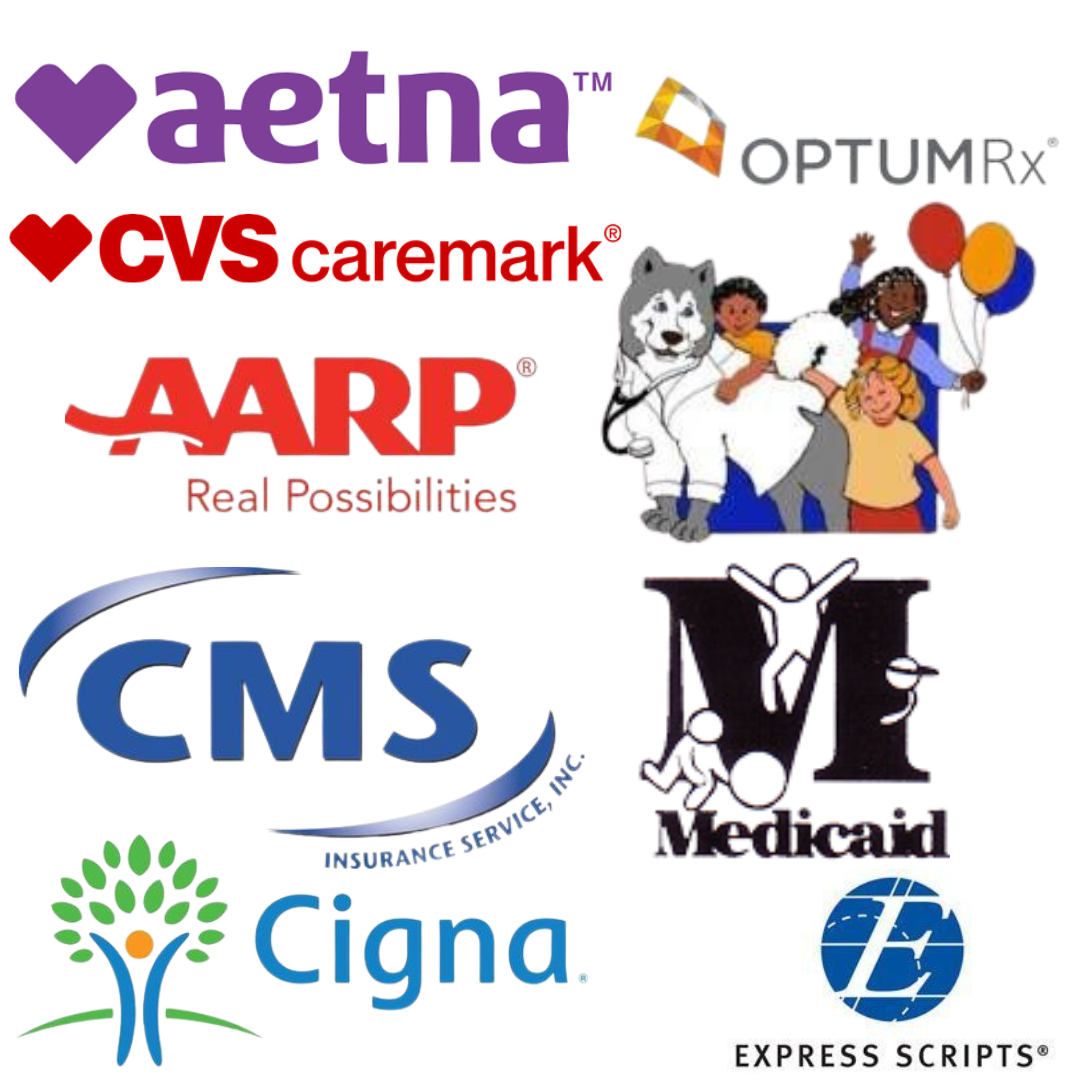 aetna™
OPTUMRx®
CVS caremark®
AARP®
Real Possibilities
CMS
INSURANCE SERVICE, INC.
M
Medicaid
Cigna®
E
EXPRESS SCRIPTS®